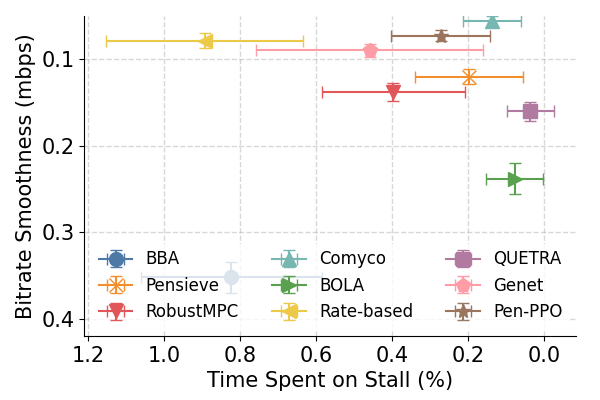 Bitrate Smoothness (mbps)
0.1
0.2
0.3
0.4
BBA
Pensieve
RobustMPC
Comyco
BOLA
Rate-based
QUETRA
Genet
Pen-PPO
1.2 1.0 0.8 0.6 0.4 0.2 0.0
Time Spent on Stall (%)